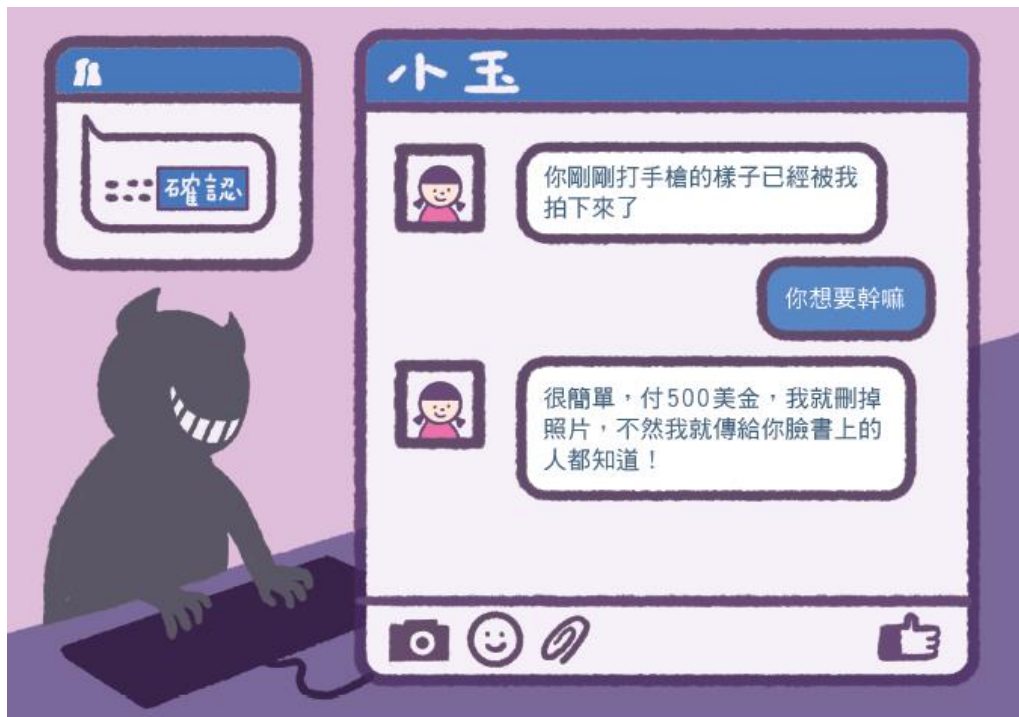 確認
小玉
你剛剛打手槍的樣子已經被我
拍下來了
你想要幹嘛
很簡單，付500美金，我就刪掉
照片，不然我就傳給你臉書上的
人都知道！